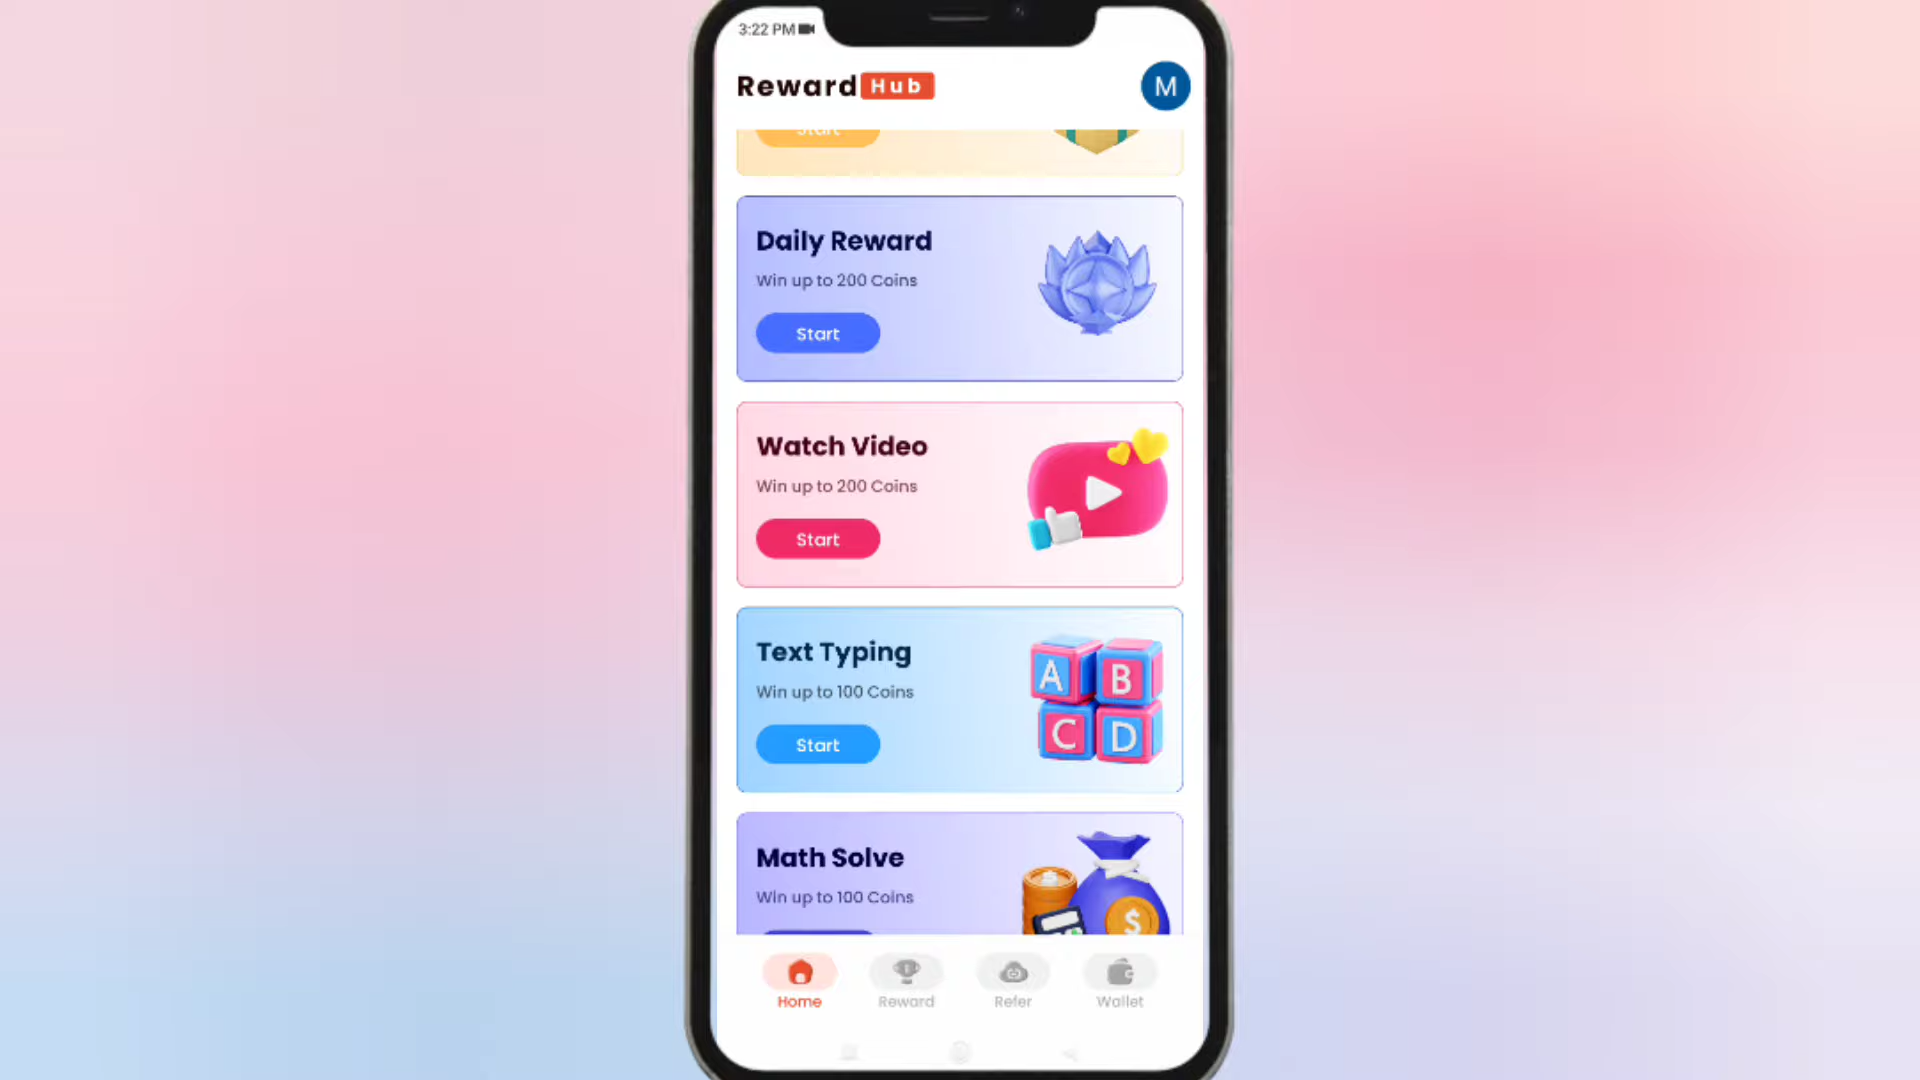 3:22 PM
Reward Hub
M
Start
Daily Reward
Win up to 200 Coins
Start
Watch Video
Win up to 200 Coins
Start
Text Typing
Win up to 100 Coins
Start
A B
C D
Math Solve
Win up to 100 Coins
$
Home Reward Refer Wallet